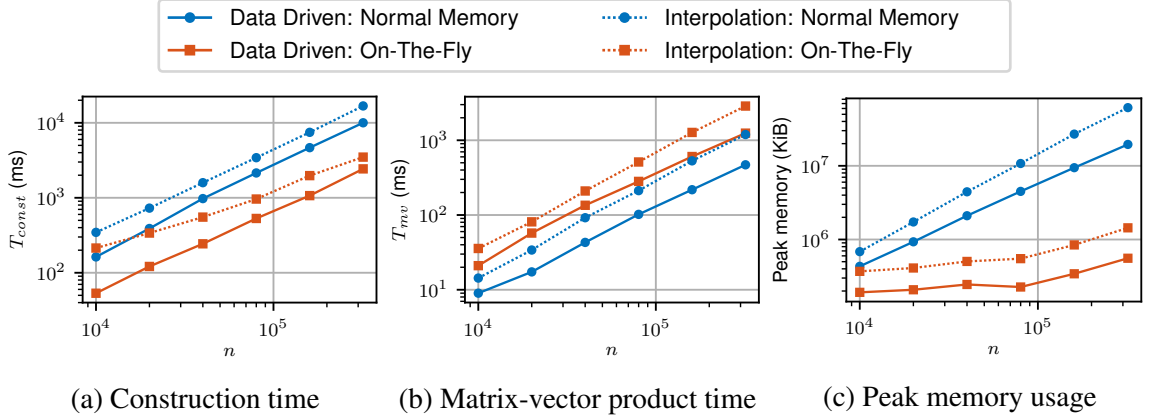 Data Driven: Normal Memory
Data Driven: On-The-Fly
Interpolation: Normal Memory
Interpolation: On-The-Fly
T_const (ms)
10^4
10^3
10^2
10^4
10^5
n
(a) Construction time
T_mv (ms)
10^3
10^2
10^1
10^4
10^5
n
(b) Matrix-vector product time
Peak memory (KiB)
10^7
10^6
10^4
10^5
n
(c) Peak memory usage